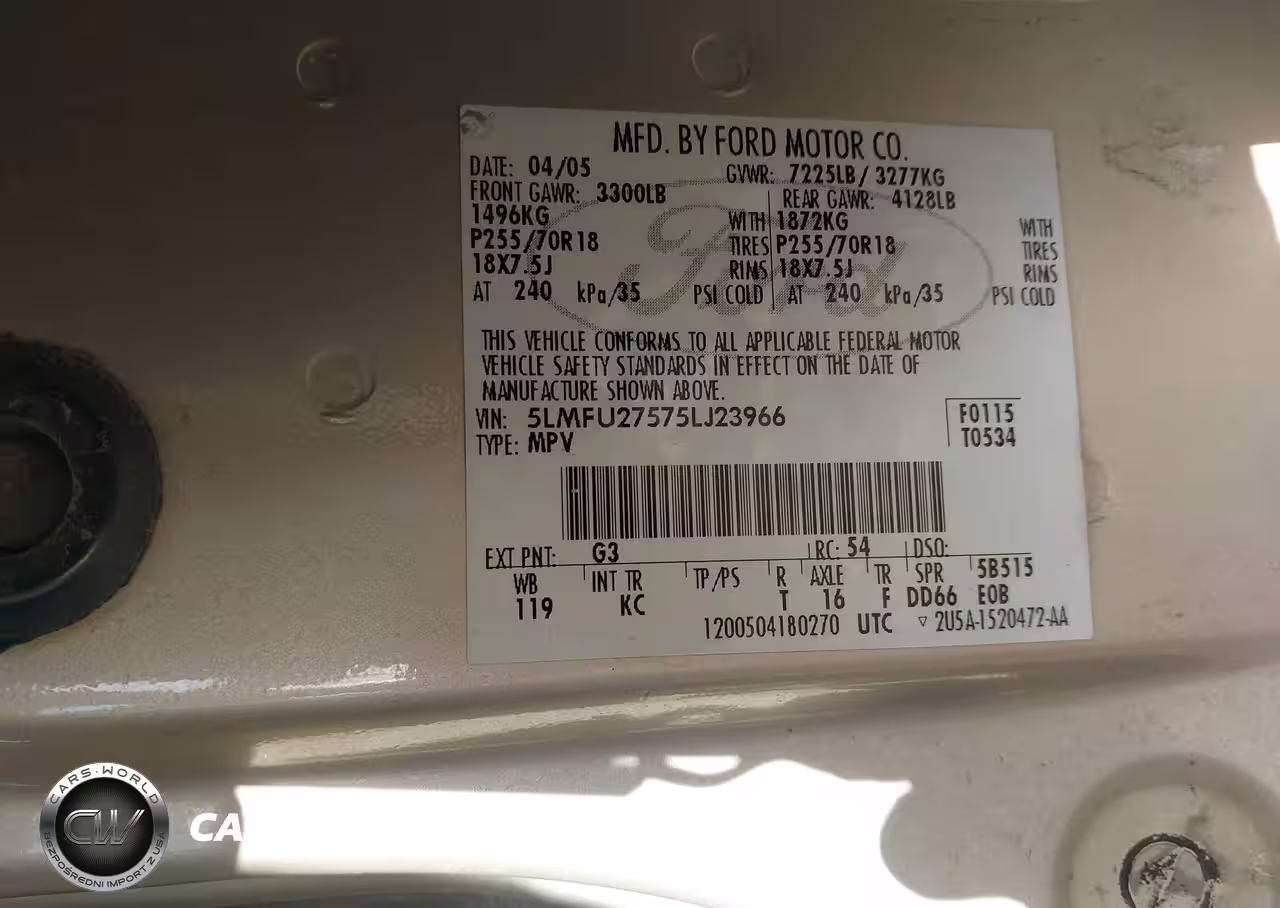 MFD. BY FORD MOTOR CO.
DATE: 04/05 GVWR: 7225LB/ 3277KG
FRONT GAWR: 3300LB REAR GAWR: 4128LB
1496KG WITH 1872KG WITH
P255/70R18 TIRES P255/70R18 TIRES
18X7.5J RIMS 18X7.5J RIMS
AT 240 kPa/35 PSI COLD AT 240 kPa/35 PSI COLD
Ford
THIS VEHICLE CONFORMS TO ALL APPLICABLE FEDERAL MOTOR
VEHICLE SAFETY STANDARDS IN EFFECT ON THE DATE OF
MANUFACTURE SHOWN ABOVE.
VIN: 5LMFU27575LJ23966 F0115
TYPE: MPV T0534
EXT PNT: G3 RC: 54 DSO:
WB INT TR TP/PS R AXLE TR SPR 5B515
119 KC T 16 F DD66 E0B
1200504180270 UTC ▽ 2U5A-1520472-AA
CARS-WORLD
CW
BEZPOŚREDNI IMPORT Z USA
CA